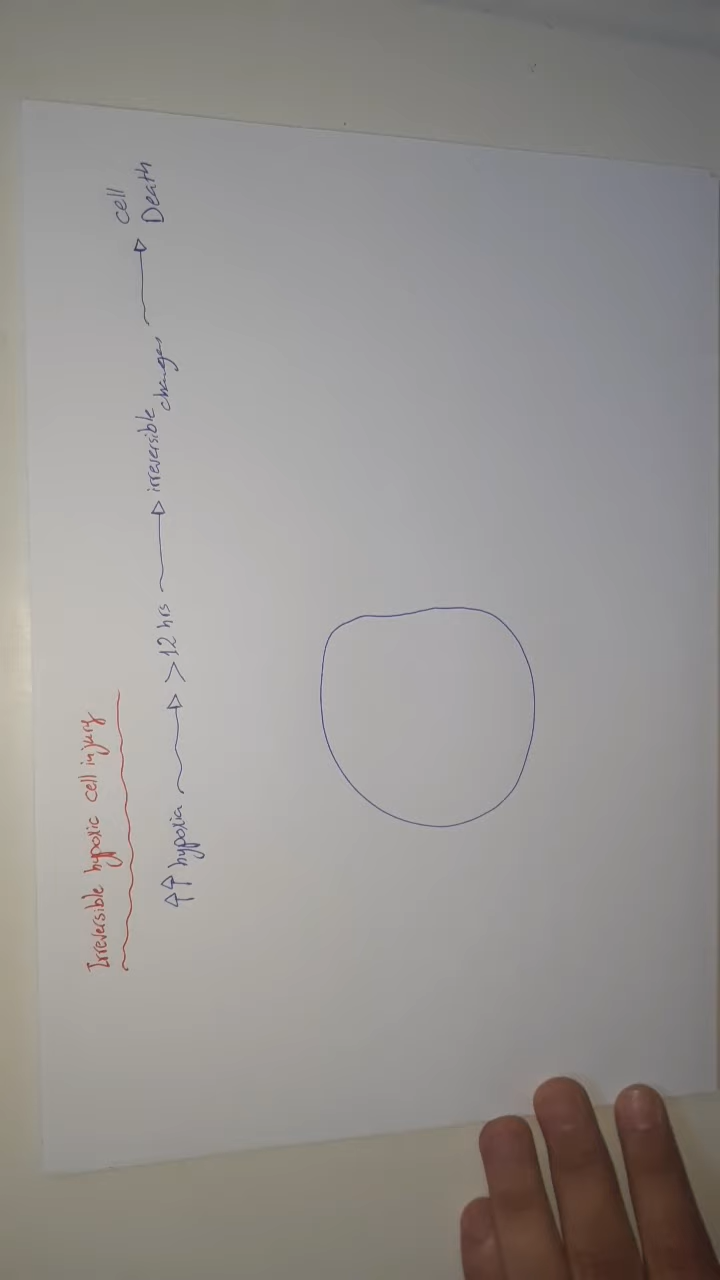 Irreversible hypoxic cell injury
↑↑ hypoxia → >12 hrs → irreversible changes → cell Death